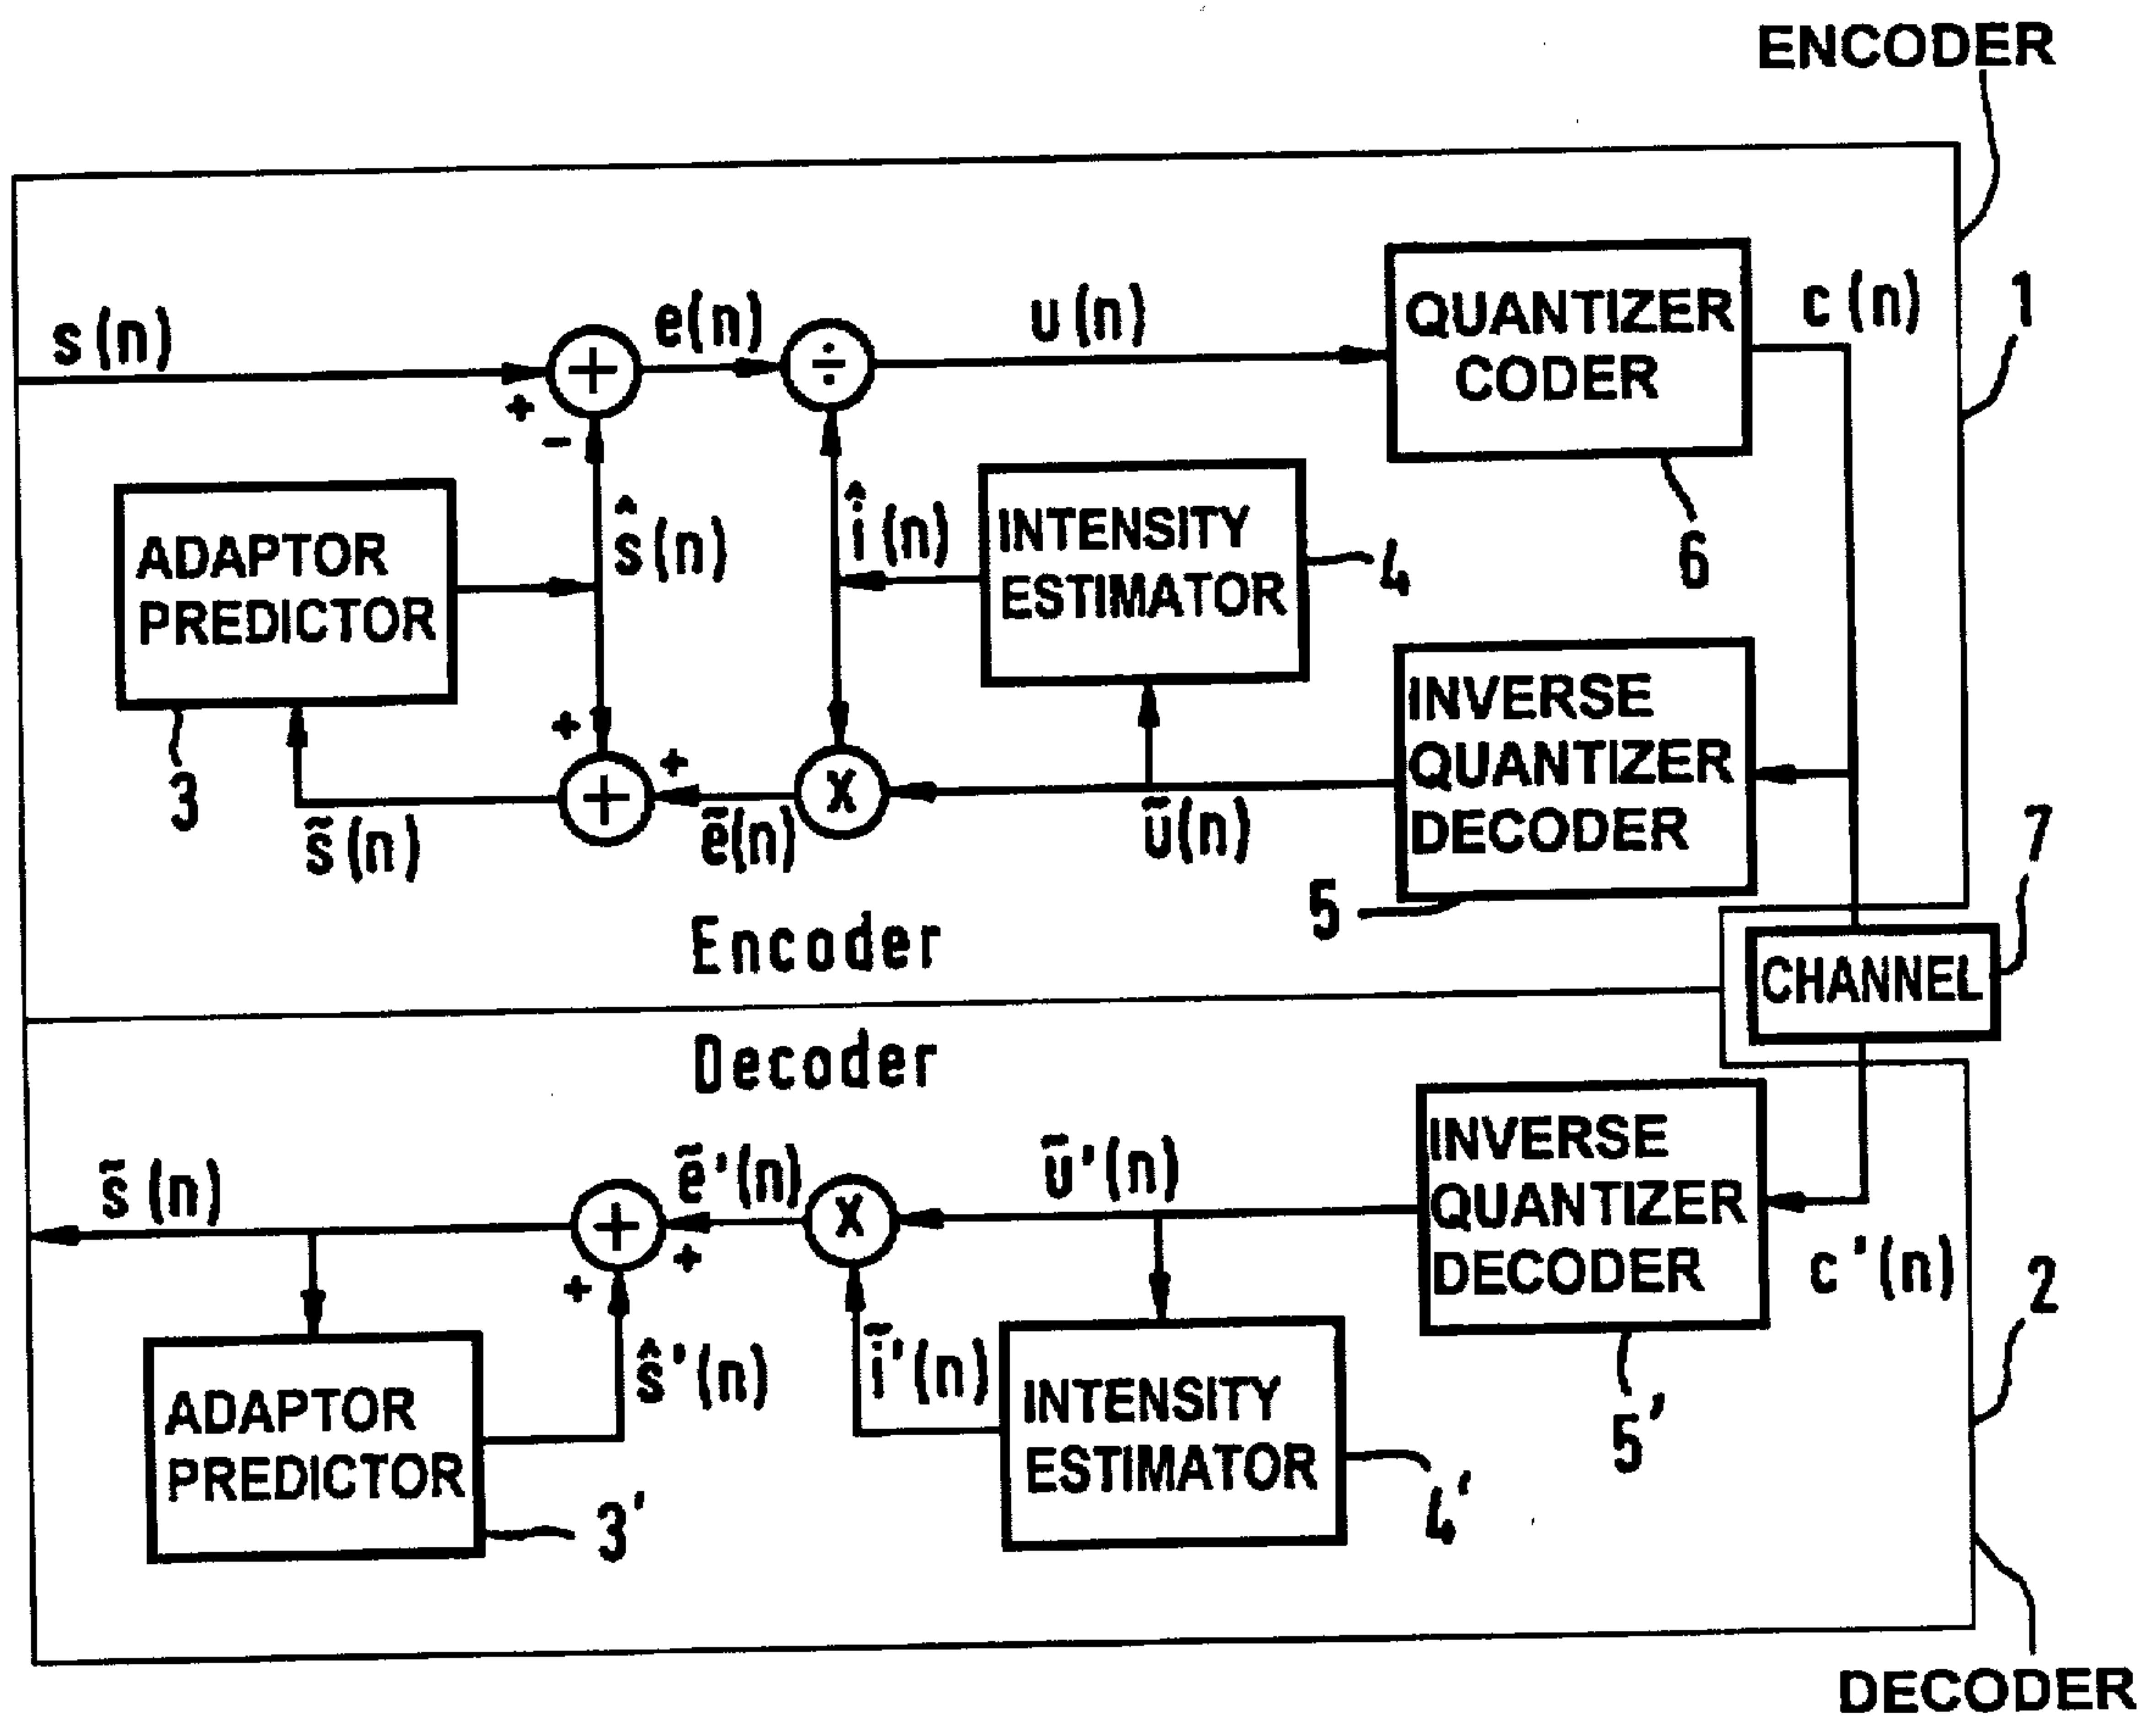 ENCODER
1
s(n)
e(n)
÷
u(n)
QUANTIZER
CODER
c(n)
6
+
+
-
ADAPTOR
PREDICTOR
3
ŝ(n)
î(n)
INTENSITY
ESTIMATOR
4
INVERSE
QUANTIZER
DECODER
5
+
+
+
x
s̃(n)
ẽ(n)
ũ(n)
7
Encoder
CHANNEL
Decoder
s̃(n)
+
ẽ'(n)
x
ũ'(n)
INVERSE
QUANTIZER
DECODER
c'(n)
2
+
+
5'
ADAPTOR
PREDICTOR
3'
ŝ'(n)
ĩ'(n)
INTENSITY
ESTIMATOR
4'
DECODER